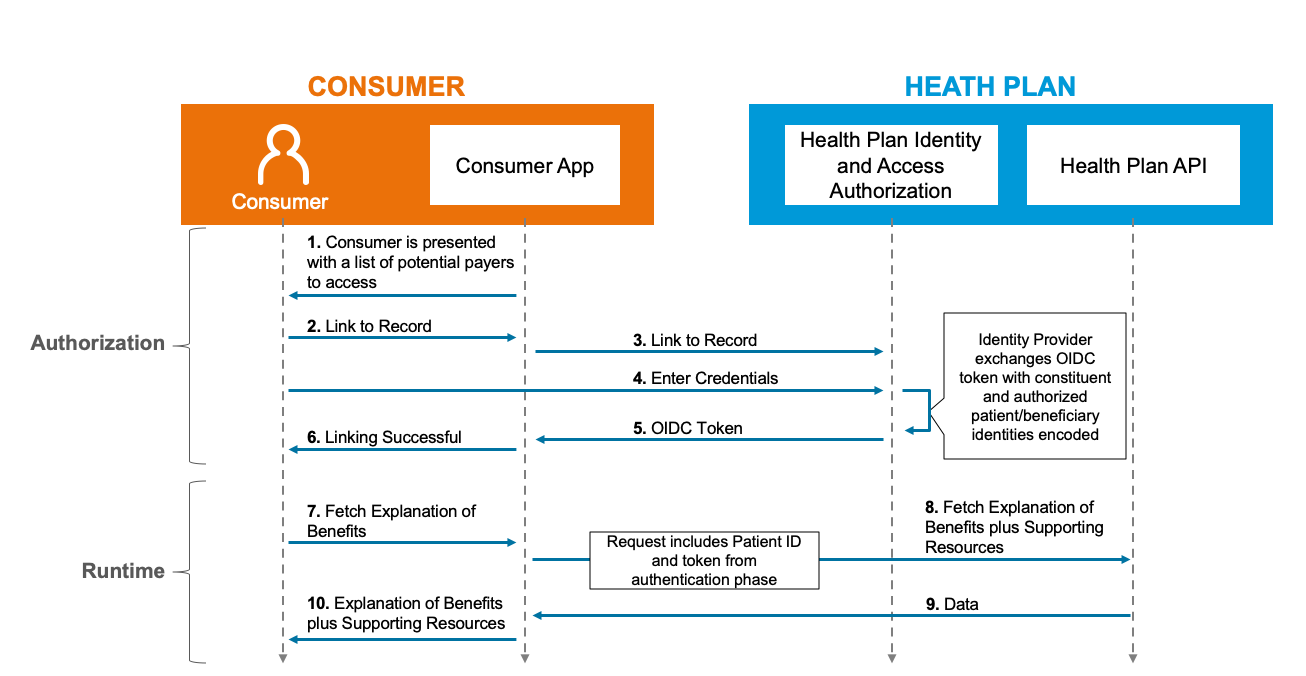 CONSUMER
HEATH PLAN
Consumer
Consumer App
Health Plan Identity
and Access
Authorization
Health Plan API
Authorization
1. Consumer is presented
with a list of potential payers
to access
2. Link to Record
3. Link to Record
4. Enter Credentials
Identity Provider
exchanges OIDC
token with constituent
and authorized
patient/beneficiary
identities encoded
5. OIDC Token
6. Linking Successful
Runtime
7. Fetch Explanation of
Benefits
Request includes Patient ID
and token from
authentication phase
8. Fetch Explanation of
Benefits plus Supporting
Resources
9. Data
10. Explanation of Benefits
plus Supporting Resources